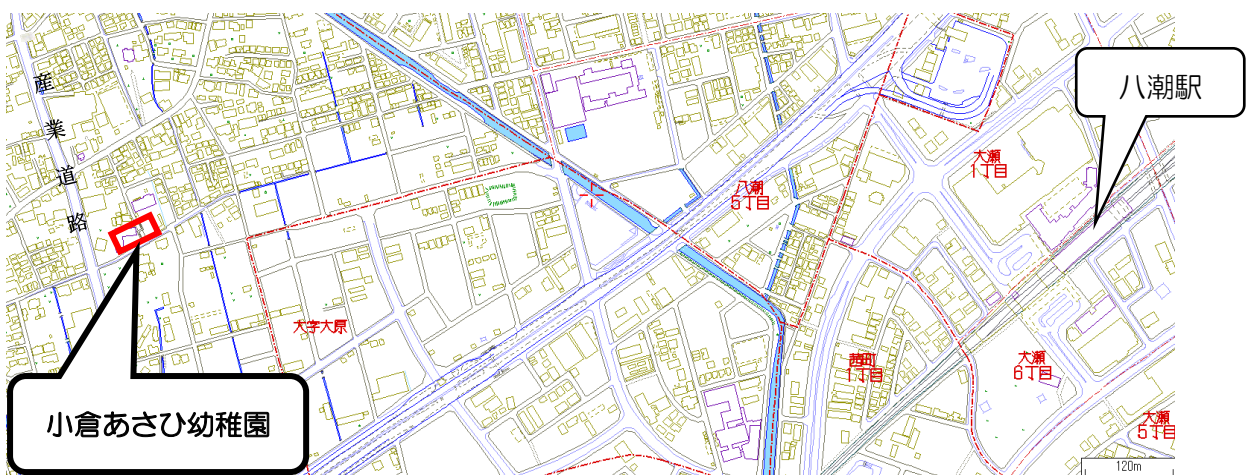 産
業
道
路
八潮駅
大瀬
1丁目
八潮
5丁目
大字大原
茜町
1丁目
大瀬
6丁目
大瀬
5丁目
小倉あさひ幼稚園
120m